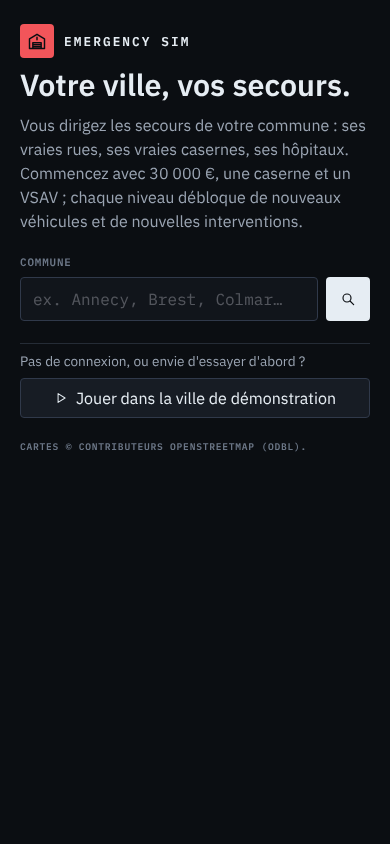 EMERGENCY SIM
Votre ville, vos secours.
Vous dirigez les secours de votre commune : ses
vraies rues, ses vraies casernes, ses hôpitaux.
Commencez avec 30 000 €, une caserne et un
VSAV ; chaque niveau débloque de nouveaux
véhicules et de nouvelles interventions.
COMMUNE
ex. Annecy, Brest, Colmar…
Pas de connexion, ou envie d'essayer d'abord ?
Jouer dans la ville de démonstration
CARTES © CONTRIBUTEURS OPENSTREETMAP (ODBL).